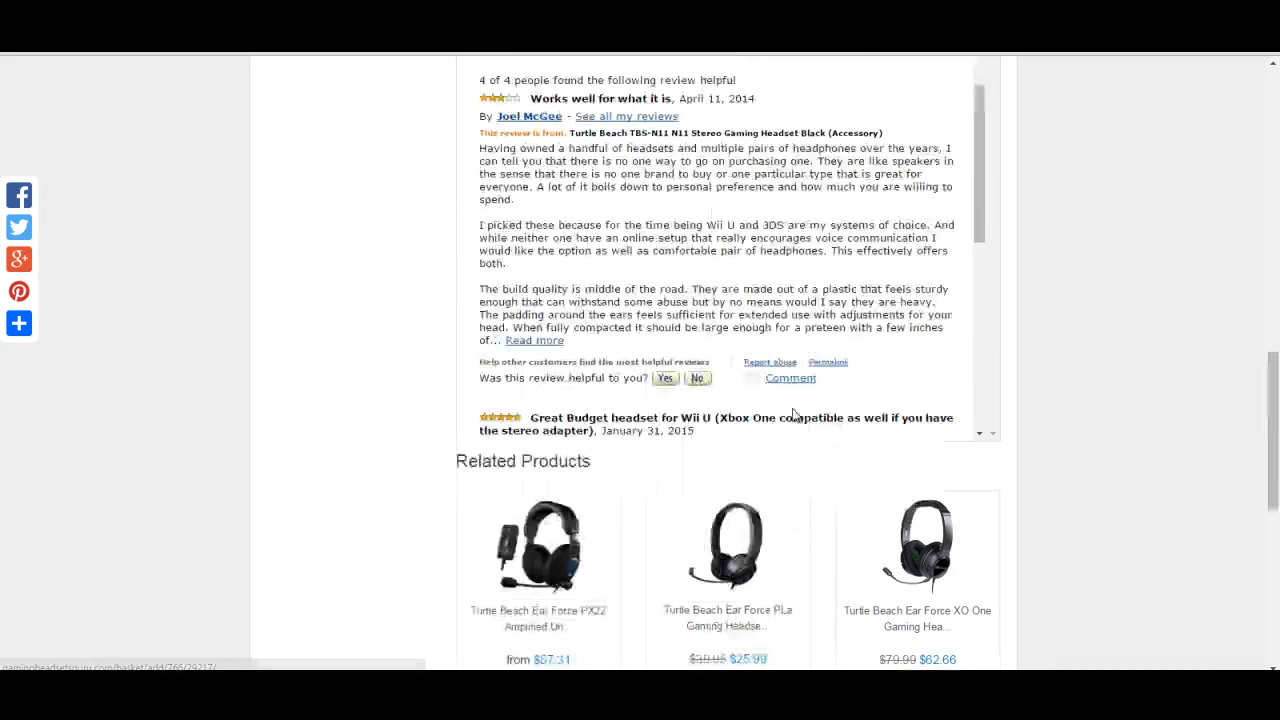 4 of 4 people found the following review helpful
Works well for what it is, April 11, 2014
By Joel McGee - See all my reviews
This review is from: Turtle Beach TBS-N11 N11 Stereo Gaming Headset Black (Accessory)
Having owned a handful of headsets and multiple pairs of headphones over the years, I
can tell you that there is no one way to go on purchasing one. They are like speakers in
the sense that there is no one brand to buy or one particular type that is great for
everyone. A lot of it boils down to personal preference and how much you are willing to
spend.
I picked these because for the time being Wii U and 3DS are my systems of choice. And
while neither one have an online setup that really encourages voice communication I
would like the option as well as comfortable pair of headphones. This effectively offers
both.
The build quality is middle of the road. They are made out of a plastic that feels sturdy
enough that can withstand some abuse but by no means would I say they are heavy.
The padding around the ears feels sufficient for extended use with adjustments for your
head. When fully compacted it should be large enough for a preteen with a few inches
of... Read more
Help other customers find the most helpful reviews Report abuse Permalink
Was this review helpful to you? Yes No Comment
Great Budget headset for Wii U (Xbox One compatible as well if you have
the stereo adapter), January 31, 2015
Related Products
Turtle Beach Ear Force PX22
Amplified Un...
Turtle Beach Ear Force
Gaming Headse...
Turtle Beach Ear Force XO One
Gaming Hea...
from $57.31
$25.99
$79.99 $62.66
gamingheadsetsguru.com/basket/add/766/29217/